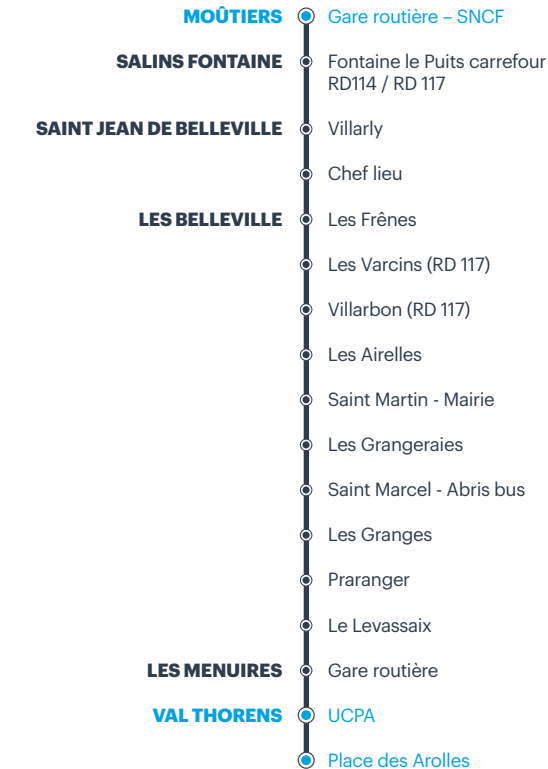 MOÛTIERS Gare routière – SNCF
SALINS FONTAINE Fontaine le Puits carrefour
RD114 / RD 117
SAINT JEAN DE BELLEVILLE Villarly
Chef lieu
LES BELLEVILLE Les Frênes
Les Varcins (RD 117)
Villarbon (RD 117)
Les Airelles
Saint Martin - Mairie
Les Grangeraies
Saint Marcel - Abris bus
Les Granges
Praranger
Le Levassaix
LES MENUIRES Gare routière
VAL THORENS UCPA
Place des Arolles